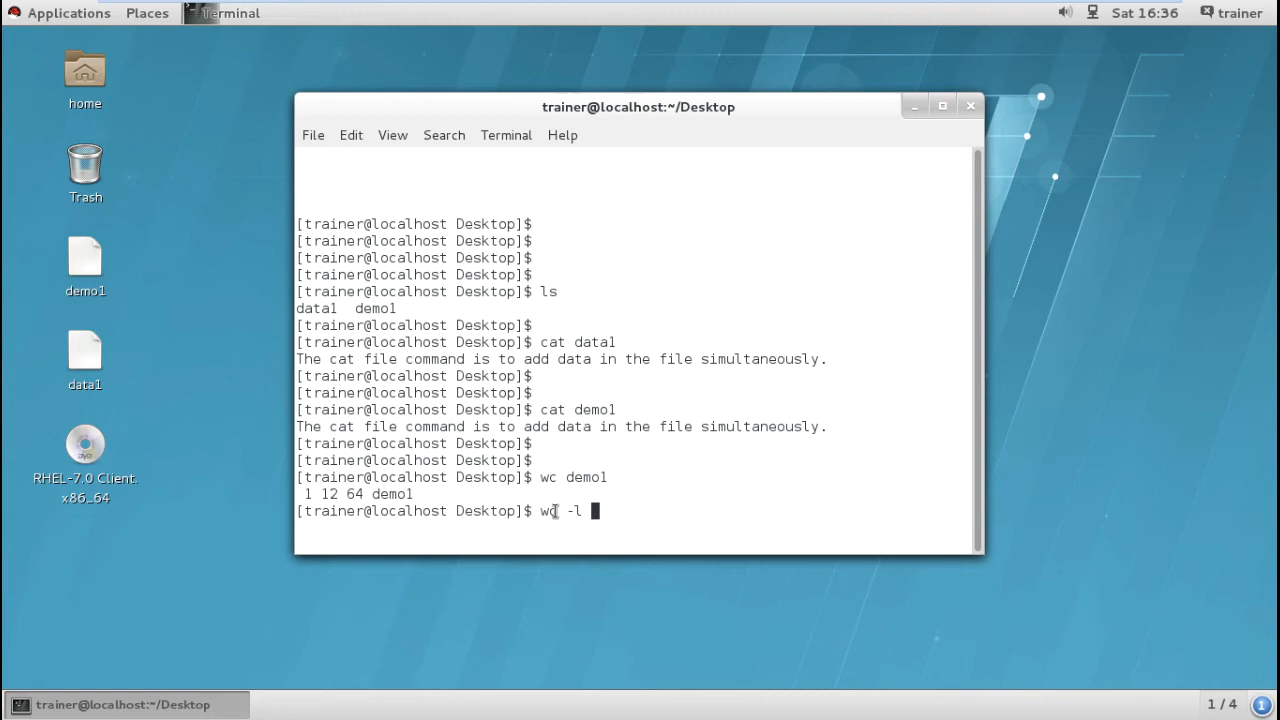 Applications Places Terminal Sat 16:36 trainer
home
Trash
demo1
data1
RHEL-7.0 Client.
x86_64
trainer@localhost:~/Desktop
File Edit View Search Terminal Help
[trainer@localhost Desktop]$
[trainer@localhost Desktop]$
[trainer@localhost Desktop]$
[trainer@localhost Desktop]$
[trainer@localhost Desktop]$ ls
data1 demo1
[trainer@localhost Desktop]$
[trainer@localhost Desktop]$ cat data1
The cat file command is to add data in the file simultaneously.
[trainer@localhost Desktop]$
[trainer@localhost Desktop]$
[trainer@localhost Desktop]$ cat demo1
The cat file command is to add data in the file simultaneously.
[trainer@localhost Desktop]$
[trainer@localhost Desktop]$
[trainer@localhost Desktop]$ wc demo1
1 12 64 demo1
[trainer@localhost Desktop]$ wc -l
trainer@localhost:~/Desktop 1 / 4 1